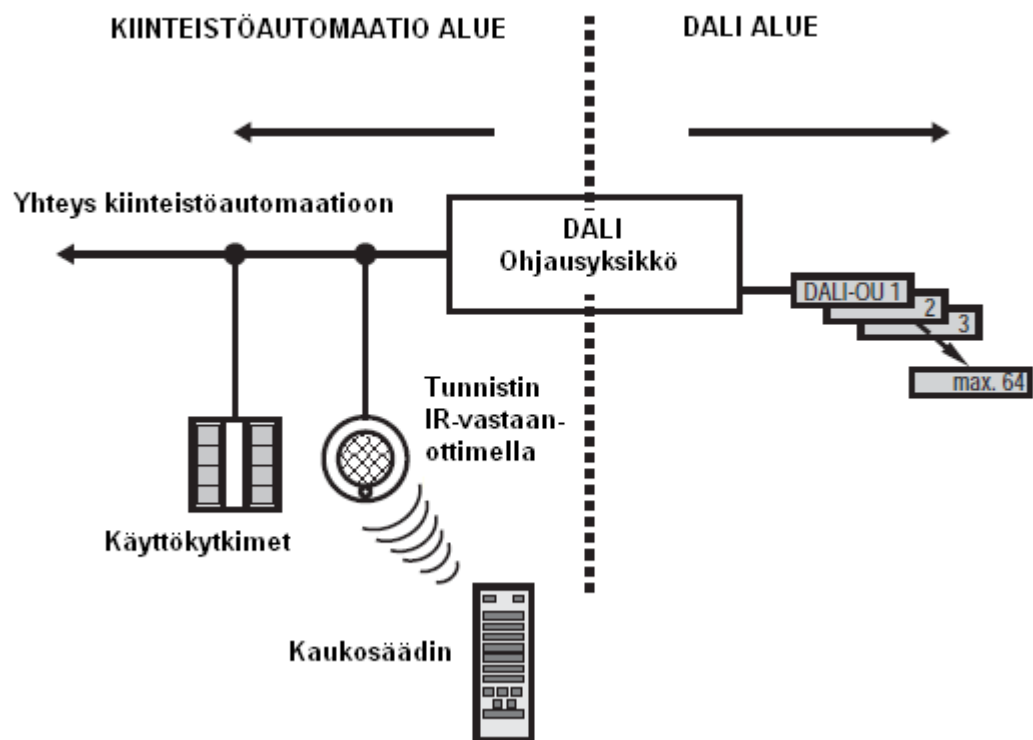 KIINTEISTÖAUTOMAATIO ALUE
DALI ALUE
Yhteys kiinteistöautomaatioon
DALI
Ohjausyksikkö
DALI-OU 1
2
3
max. 64
Tunnistin
IR-vastaan-
ottimella
Käyttökytkimet
Kaukosäädin